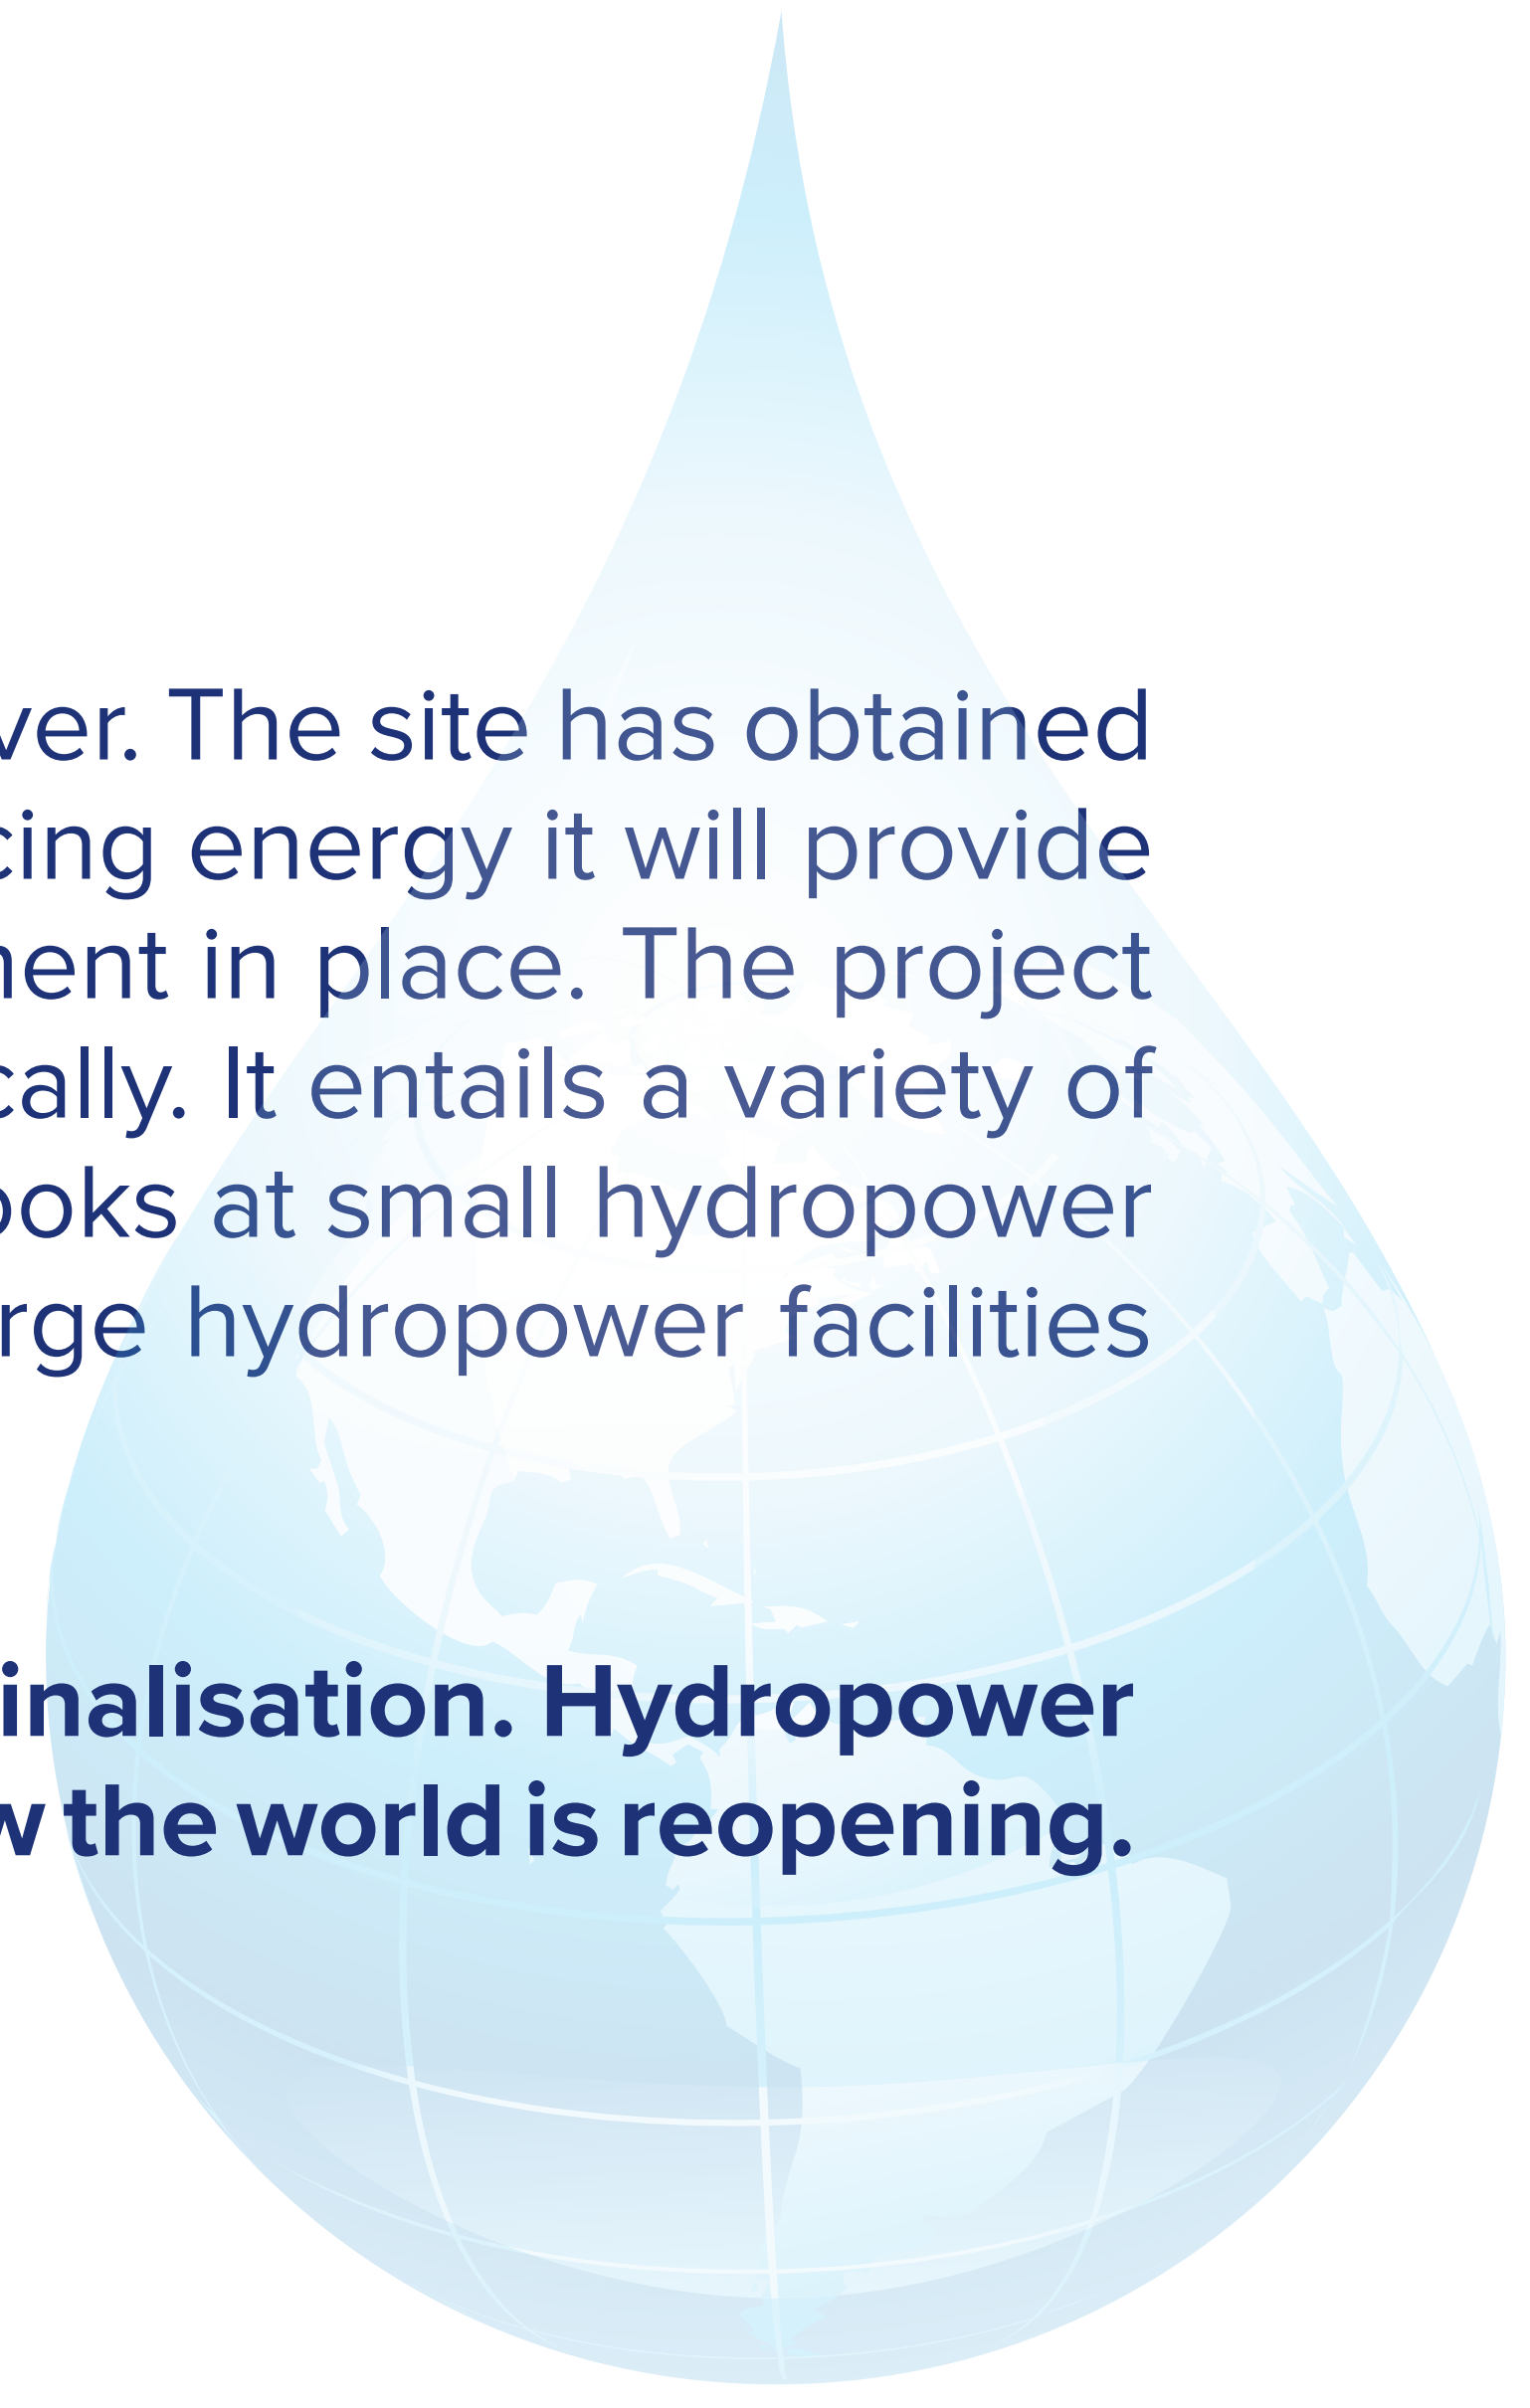 ver. The site has obtained
cing energy it will provide
ent in place. The project
cally. It entails a variety of
ooks at small hydropower
rge hydropower facilities
inalisation. Hydropower
w the world is reopening.